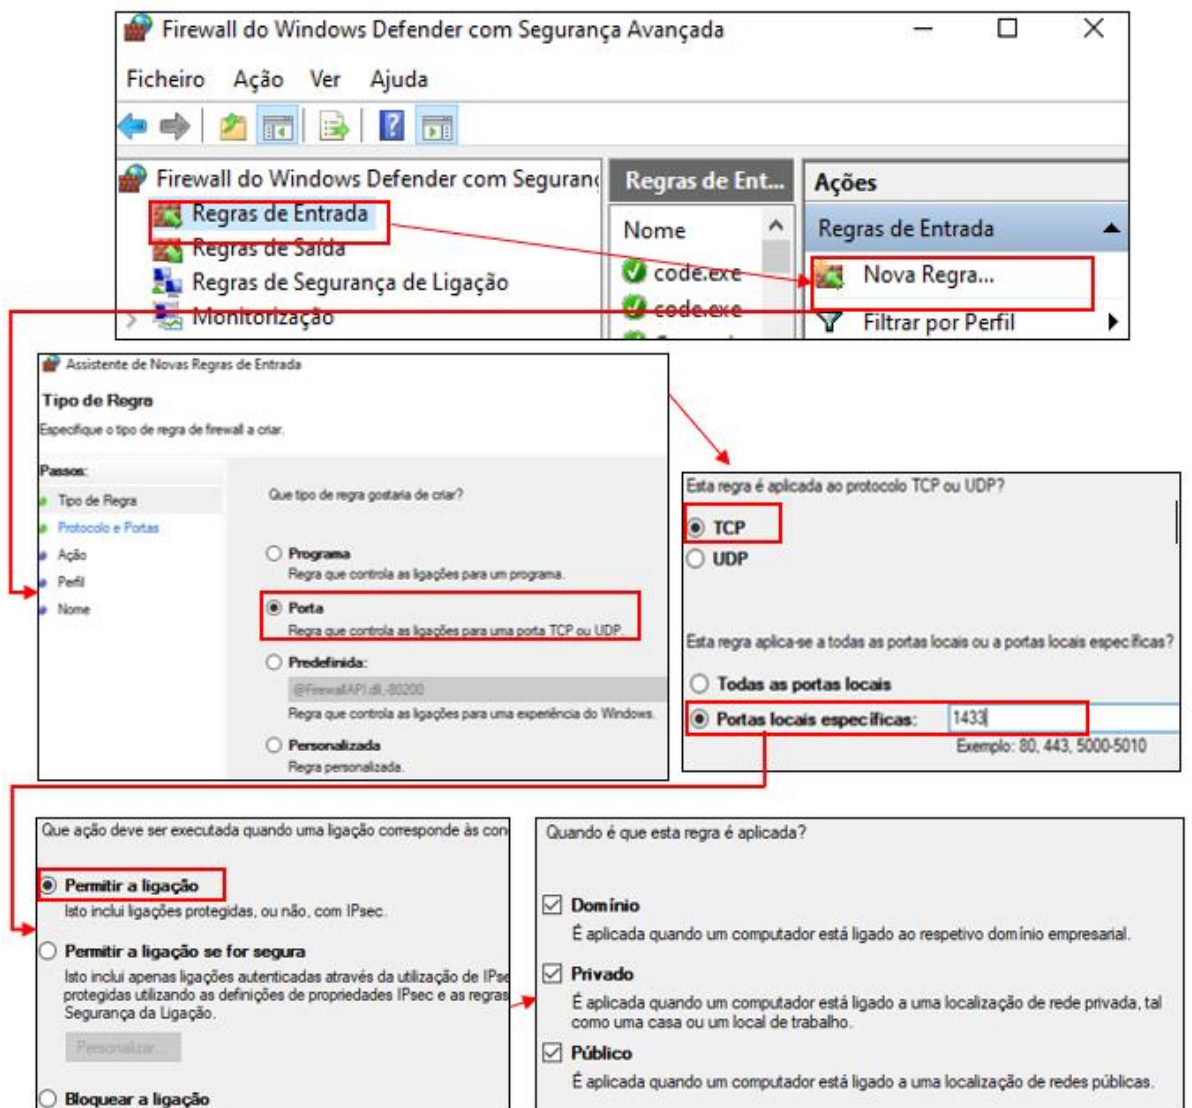 Firewall do Windows Defender com Segurança Avançada
Ficheiro Ação Ver Ajuda
Firewall do Windows Defender com Seguranç
Regras de Entrada
Regras de Saída
Regras de Segurança de Ligação
Monitorização
Regras de Ent...
Nome
code.exe
code.exe
Ações
Regras de Entrada
Nova Regra...
Filtrar por Perfil
Assistente de Novas Regras de Entrada
Tipo de Regra
Especifique o tipo de regra de firewall a criar.
Passos:
Tipo de Regra
Protocolo e Portas
Ação
Perfil
Nome
Que tipo de regra gostaria de criar?
Programa
Regra que controla as ligações para um programa.
Porta
Regra que controla as ligações para uma porta TCP ou UDP.
Predefinida:
@FirewallAPI.dll,-80200
Regra que controla as ligações para uma experiência do Windows.
Personalizada
Regra personalizada.
Esta regra é aplicada ao protocolo TCP ou UDP?
TCP
UDP
Esta regra aplica-se a todas as portas locais ou a portas locais específicas?
Todas as portas locais
Portas locais específicas: 1433
Exemplo: 80, 443, 5000-5010
Que ação deve ser executada quando uma ligação corresponde às con
Permitir a ligação
Isto inclui ligações protegidas, ou não, com IPsec.
Permitir a ligação se for segura
Isto inclui apenas ligações autenticadas através da utilização de IPse
protegidas utilizando as definições de propriedades IPsec e as regras
Segurança da Ligação.
Personalizar...
Bloquear a ligação
Quando é que esta regra é aplicada?
Domínio
É aplicada quando um computador está ligado ao respetivo domínio empresarial.
Privado
É aplicada quando um computador está ligado a uma localização de rede privada, tal
como uma casa ou um local de trabalho.
Público
É aplicada quando um computador está ligado a uma localização de redes públicas.